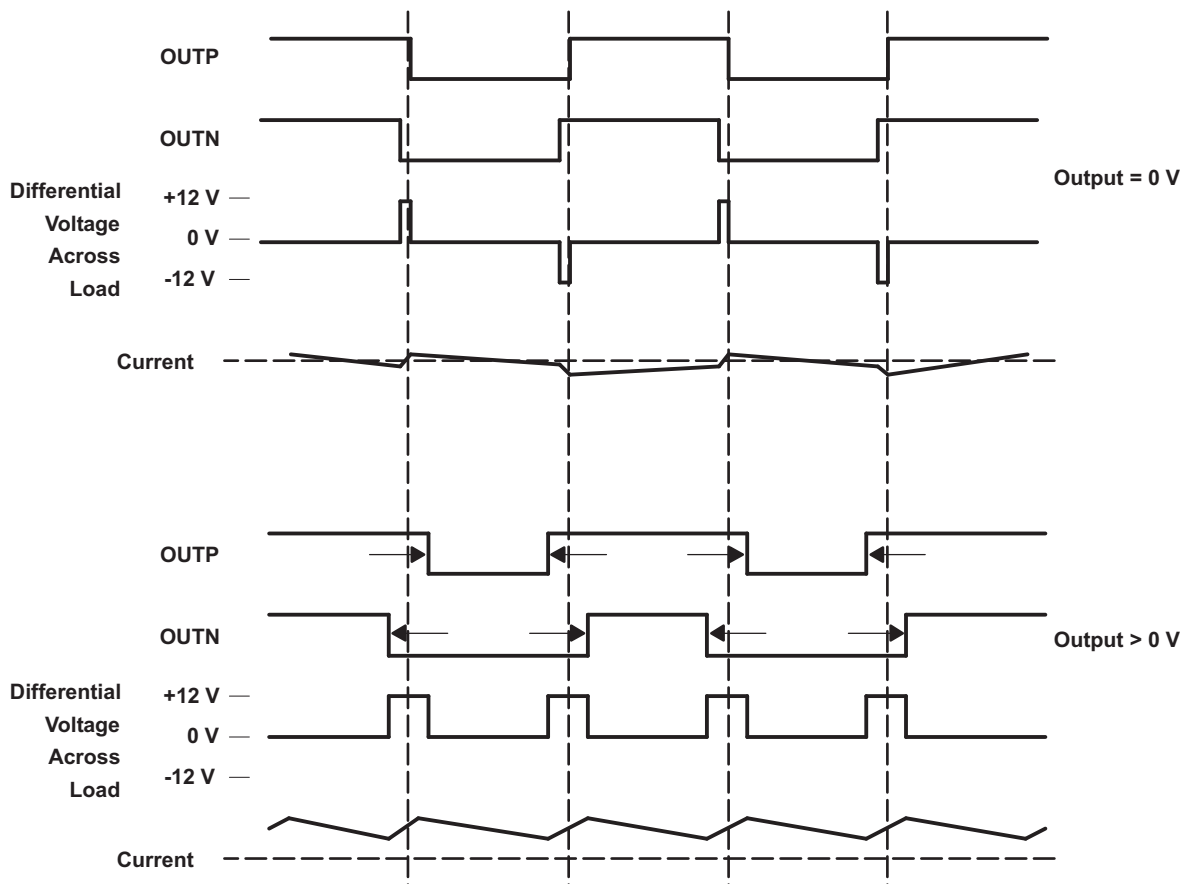 OUTP
OUTN
Output = 0 V
Differential
Voltage
Across
Load
+12 V
0 V
-12 V
Current
OUTP
OUTN
Output > 0 V
Differential
Voltage
Across
Load
+12 V
0 V
-12 V
Current